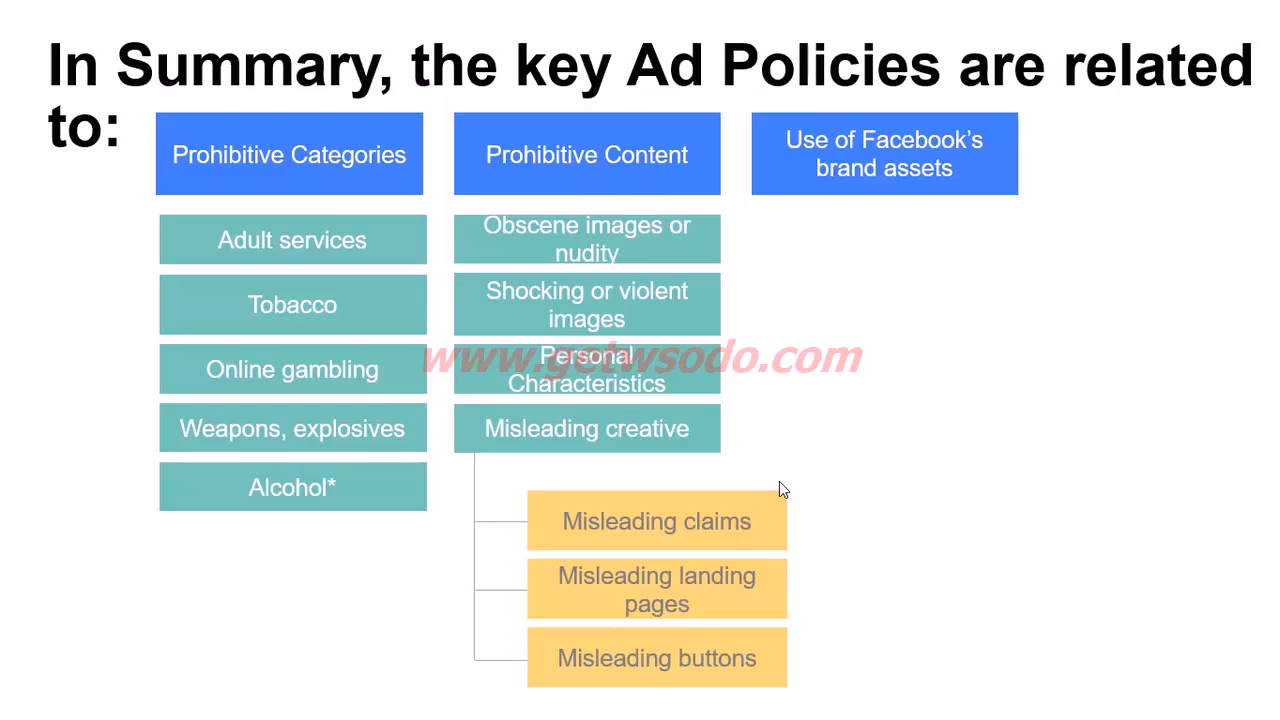 In Summary, the key Ad Policies are related
to:
Prohibitive Categories
Adult services
Tobacco
Online gambling
Weapons, explosives
Alcohol*
Prohibitive Content
Obscene images or
nudity
Shocking or violent
images
Personal
Characteristics
Misleading creative
Misleading claims
Misleading landing
pages
Misleading buttons
Use of Facebook’s
brand assets
www.getwsodo.com